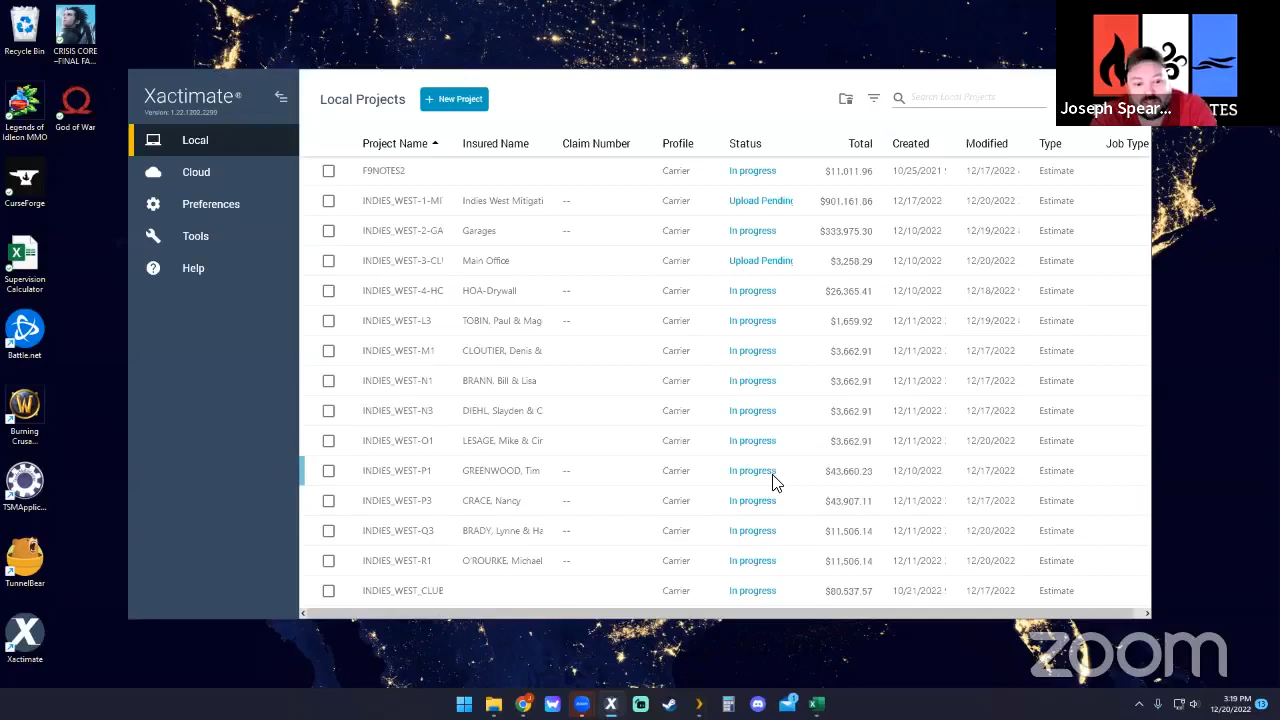 Recycle Bin
CRISIS CORE
–FINAL FA...
Legends of
Idleon MMO
God of War
CurseForge
Supervision
Calculator
Battle.net
Burning
Crusa...
TSMApplic...
TunnelBear
Xactimate
Xactimate®
Version: 1.22.1202.2299
Local
Cloud
Preferences
Tools
Help
Local Projects
+ New Project
Search Local Projects
Joseph Spear... TES
Project Name Insured Name Claim Number Profile Status Total Created Modified Type Job Type
F9NOTES2 Carrier In progress $11,011.96 10/25/2021 12/17/2022 Estimate
INDIES_WEST-1-MI Indies West Mitigati -- Carrier Upload Pending $901,161.86 12/17/2022 12/20/2022 Estimate
INDIES_WEST-2-GA Garages -- Carrier In progress $333,975.30 12/10/2022 12/19/2022 Estimate
INDIES_WEST-3-CL Main Office Carrier Upload Pending $3,258.29 12/10/2022 12/20/2022 Estimate
INDIES_WEST-4-HO HOA-Drywall -- Carrier In progress $26,365.41 12/10/2022 12/18/2022 Estimate
INDIES_WEST-L3 TOBIN, Paul & Mag -- Carrier In progress $1,659.92 12/11/2022 12/19/2022 Estimate
INDIES_WEST-M1 CLOUTIER, Denis & Carrier In progress $3,662.91 12/11/2022 12/17/2022 Estimate
INDIES_WEST-N1 BRANN, Bill & Lisa Carrier In progress $3,662.91 12/11/2022 12/17/2022 Estimate
INDIES_WEST-N3 DIEHL, Slayden & C Carrier In progress $3,662.91 12/11/2022 12/17/2022 Estimate
INDIES_WEST-O1 LESAGE, Mike & Cir Carrier In progress $3,662.91 12/11/2022 12/20/2022 Estimate
INDIES_WEST-P1 GREENWOOD, Tim -- Carrier In progress $43,660.23 12/10/2022 12/17/2022 Estimate
INDIES_WEST-P3 CRACE, Nancy -- Carrier In progress $43,907.11 12/11/2022 12/17/2022 Estimate
INDIES_WEST-Q3 BRADY, Lynne & Ha -- Carrier In progress $11,506.14 12/11/2022 12/20/2022 Estimate
INDIES_WEST-R1 O'ROURKE, Michael -- Carrier In progress $11,506.14 12/11/2022 12/20/2022 Estimate
INDIES_WEST_CLUB Carrier In progress $80,537.57 10/21/2022 12/17/2022 Estimate
zoom
3:19 PM
12/20/2022
13